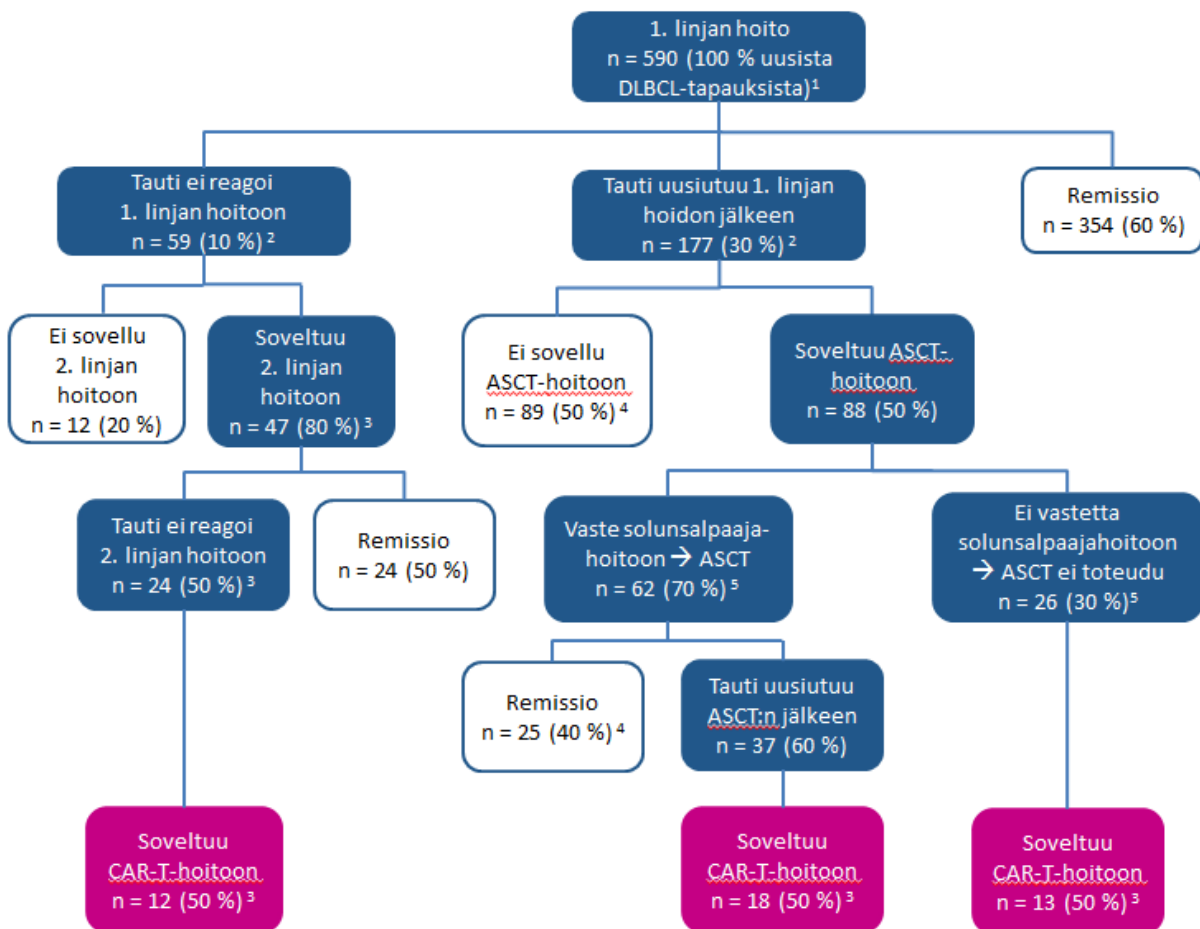 1. linjan hoito
n = 590 (100 % uusista
DLBCL-tapauksista)¹
Tauti ei reagoi
1. linjan hoitoon
n = 59 (10 %) ²
Tauti uusiutuu 1. linjan
hoidon jälkeen
n = 177 (30 %) ²
Remissio
n = 354 (60 %)
Ei sovellu
2. linjan
hoitoon
n = 12 (20 %)
Soveltuu
2. linjan
hoitoon
n = 47 (80 %) ³
Ei sovellu
ASCT-hoitoon
n = 89 (50 %) ⁴
Soveltuu ASCT-
hoitoon
n = 88 (50 %)
Tauti ei reagoi
2. linjan hoitoon
n = 24 (50 %) ³
Remissio
n = 24 (50 %)
Vaste solunsalpaaja-
hoitoon → ASCT
n = 62 (70 %) ⁵
Ei vastetta
solunsalpaajahoitoon
→ ASCT ei toteudu
n = 26 (30 %)⁵
Remissio
n = 25 (40 %) ⁴
Tauti uusiutuu
ASCT:n jälkeen
n = 37 (60 %)
Soveltuu
CAR-T-hoitoon
n = 12 (50 %) ³
Soveltuu
CAR-T-hoitoon
n = 18 (50 %) ³
Soveltuu
CAR-T-hoitoon
n = 13 (50 %) ³